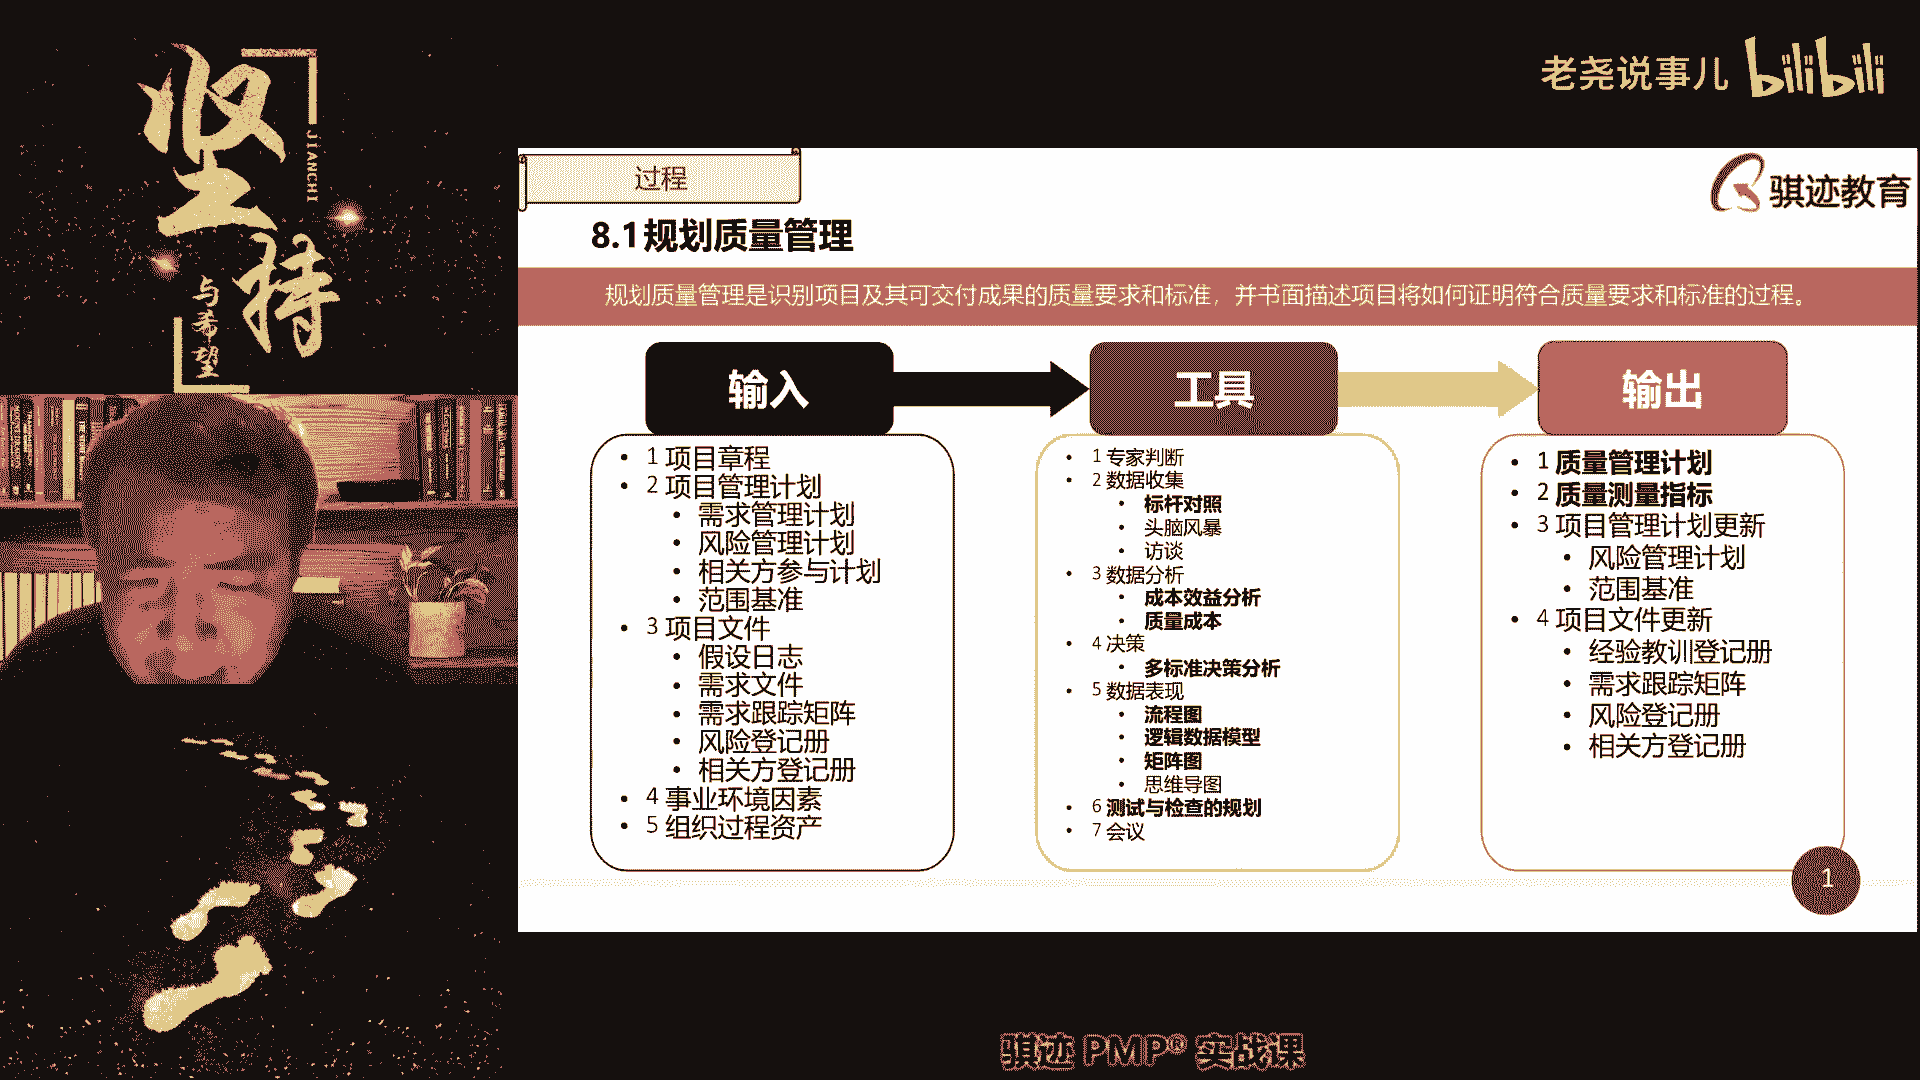 坚持
JIANCHI
与希望
老尧说事儿 bilibili
过程
骐迹教育
8.1规划质量管理
规划质量管理是识别项目及其可交付成果的质量要求和标准，并书面描述项目将如何证明符合质量要求和标准的过程。
输入
• 1 项目章程
• 2 项目管理计划
• 需求管理计划
• 风险管理计划
• 相关方参与计划
• 范围基准
• 3 项目文件
• 假设日志
• 需求文件
• 需求跟踪矩阵
• 风险登记册
• 相关方登记册
• 4 事业环境因素
• 5 组织过程资产
工具
• 1 专家判断
• 2 数据收集
• 标杆对照
• 头脑风暴
• 访谈
• 3 数据分析
• 成本效益分析
• 质量成本
• 4 决策
• 多标准决策分析
• 5 数据表现
• 流程图
• 逻辑数据模型
• 矩阵图
• 思维导图
• 6 测试与检查的规划
• 7 会议
输出
• 1 质量管理计划
• 2 质量测量指标
• 3 项目管理计划更新
• 风险管理计划
• 范围基准
• 4 项目文件更新
• 经验教训登记册
• 需求跟踪矩阵
• 风险登记册
• 相关方登记册
1
骐迹 PMP® 实战课